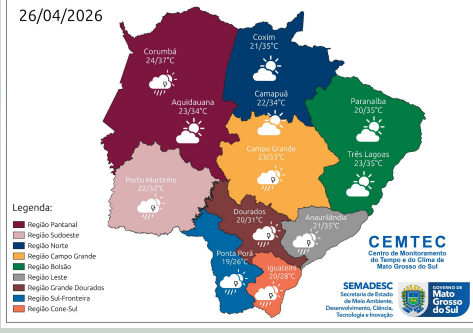 26/04/2026
Corumbá
24/37°C
Coxim
21/35°C
Camapuã
22/34°C
Aquidauana
23/34°C
Paranaíba
20/35°C
Campo Grande
23/33°C
Três Lagoas
23/35°C
Porto Murtinho
22/32°C
Dourados
20/31°C
Anaurilândia
21/35°C
Ponta Porã
19/26°C
Iguatemi
20/28°C
Legenda:
Região Pantanal
Região Sudoeste
Região Norte
Região Campo Grande
Região Bolsão
Região Leste
Região Grande Dourados
Região Sul-Fronteira
Região Cone-Sul
CEMTEC
Centro de Monitoramento
do Tempo e do Clima de
Mato Grosso do Sul
SEMADESC
Secretaria de Estado
de Meio Ambiente,
Desenvolvimento, Ciência,
Tecnologia e Inovação
GOVERNO DE
Mato
Grosso
do Sul